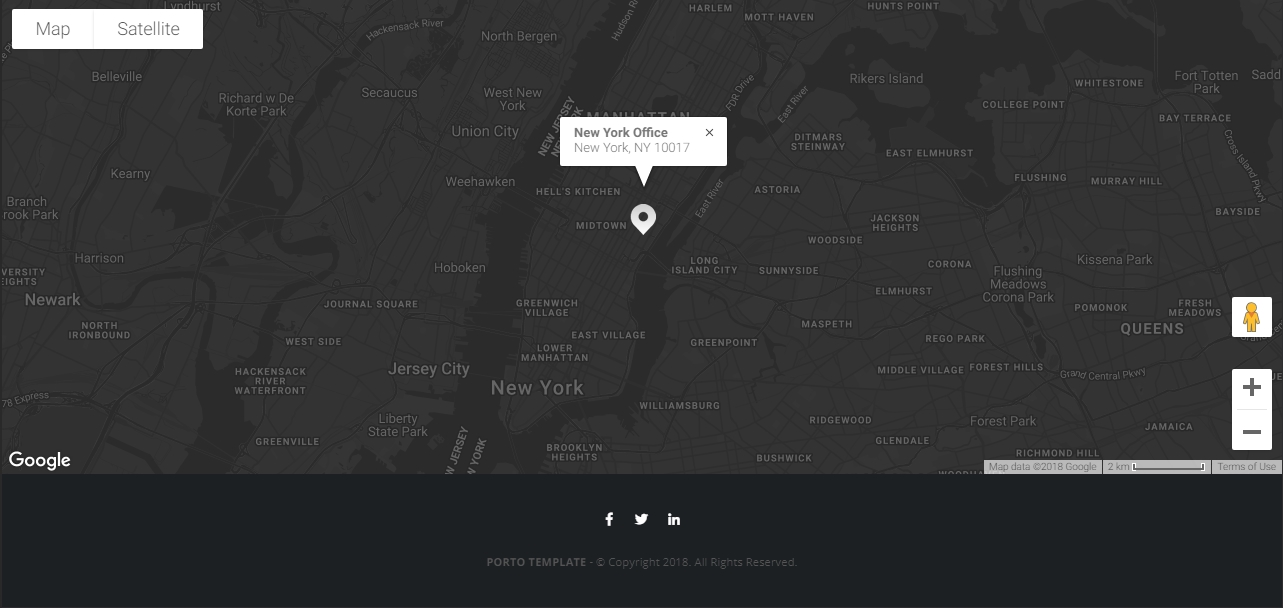 Lyndhurst
HARLEM
MOTT HAVEN
HUNTS POINT
Map
Satellite
Hackensack River
North Bergen
Hudson R
Belleville
Richard w De
Korte Park
Secaucus
West New
York
FDR Drive
East River
Rikers Island
WHITESTONE
Fort Totten
Park
Sadd
COLLEGE POINT
BAY TERRACE
Union City
NEW JERSEY
NEW YORK
MANHATTAN
New York Office
New York, NY 10017
DITMARS
STEINWAY
EAST ELMHURST
Cross Island Pkwy
Kearny
Weehawken
HELL'S KITCHEN
East River
ASTORIA
FLUSHING
MURRAY HILL
Branch
rook Park
MIDTOWN
JACKSON
HEIGHTS
BAYSIDE
WOODSIDE
Harrison
Hoboken
LONG
ISLAND CITY
SUNNYSIDE
CORONA
Kissena Park
VERSITY
EIGHTS
Newark
JOURNAL SQUARE
GREENWICH
VILLAGE
ELMHURST
Flushing
Meadows
Corona Park
POMONOK
FRESH
MEADOWS
NORTH
IRONBOUND
WEST SIDE
EAST VILLAGE
GREENPOINT
MASPETH
REGO PARK
QUEENS
LOWER
MANHATTAN
HACKENSACK
RIVER
WATERFRONT
Jersey City
New York
MIDDLE VILLAGE
FOREST HILLS
Grand Central Pkwy
78 Express
Liberty
State Park
WILLIAMSBURG
RIDGEWOOD
Forest Park
JAMAICA
GREENVILLE
W JERSEY
W YORK
BROOKLYN
HEIGHTS
BUSHWICK
GLENDALE
RICHMOND HILL
Google
Map data ©2018 Google
2 km
Terms of Use
f
in
PORTO TEMPLATE - © Copyright 2018. All Rights Reserved.